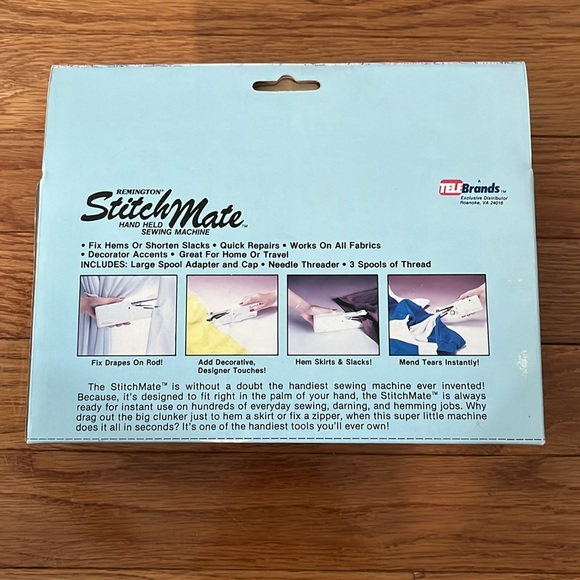 REMINGTON®
StitchMate™
HAND HELD
SEWING MACHINE
A
TELEBrands™
Exclusive Distributor
Roanoke, VA 24018
• Fix Hems Or Shorten Slacks • Quick Repairs • Works On All Fabrics
• Decorator Accents • Great For Home Or Travel
INCLUDES: Large Spool Adapter and Cap • Needle Threader • 3 Spools of Thread
Fix Drapes On Rod!
Add Decorative,
Designer Touches!
Hem Skirts & Slacks!
Mend Tears Instantly!
The StitchMate™ is without a doubt the handiest sewing machine ever invented!
Because, it's designed to fit right in the palm of your hand, the StitchMate™ is always
ready for instant use on hundreds of everyday sewing, darning, and hemming jobs. Why
drag out the big clunker just to hem a skirt or fix a zipper, when this super little machine
does it all in seconds? It's one of the handiest tools you'll ever own!